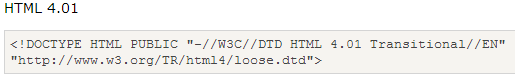 HTML 4.01
<!DOCTYPE HTML PUBLIC "-//W3C//DTD HTML 4.01 Transitional//EN"
"http://www.w3.org/TR/html4/loose.dtd">